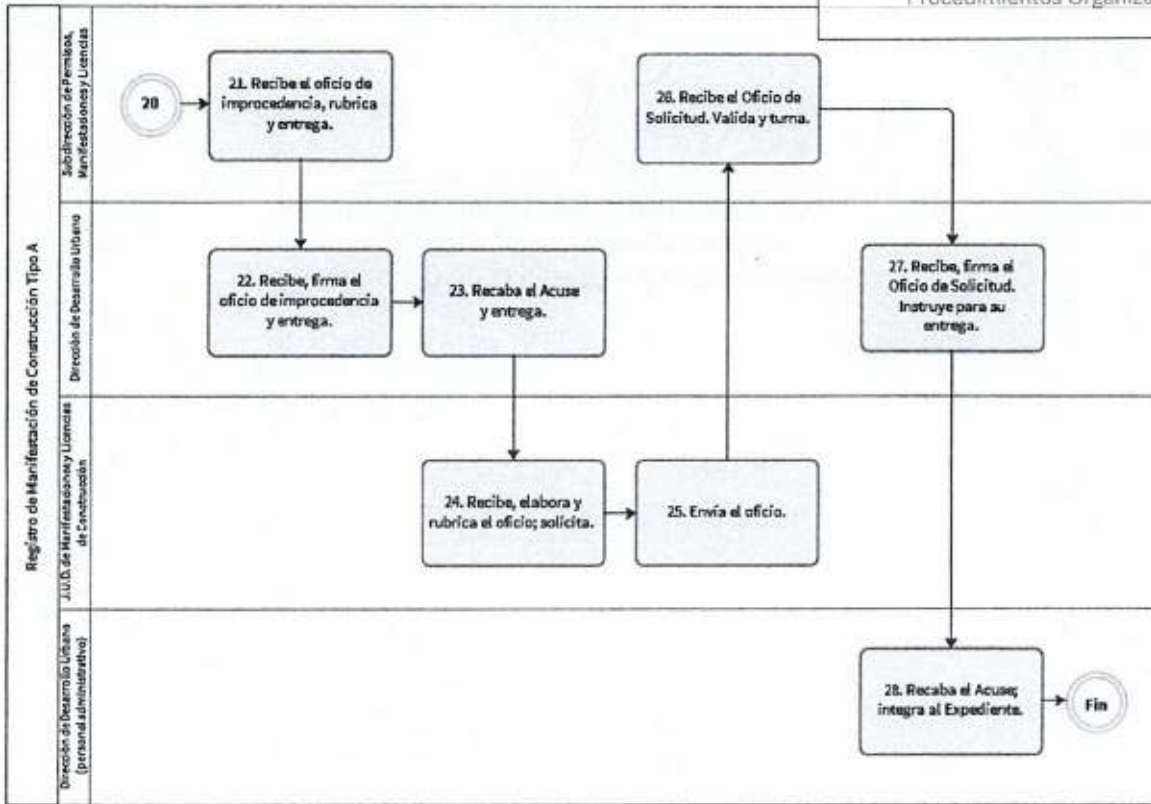 Procedimientos Organiza
Registro de Manifestación de Construcción Tipo A
Subdirección de Permisos,
Manifestaciones y Licencias
20
21. Recibe el oficio de
improcedencia, rubrica
y entrega.
26. Recibe el Oficio de
Solicitud. Valida y turna.
Dirección de Desarrollo Urbano
22. Recibe, firma el
oficio de improcedencia
y entrega.
23. Recaba el Acuse
y entrega.
27. Recibe, firma el
Oficio de Solicitud.
Instruye para su
entrega.
J.U.D. de Manifestaciones y Licencias
de Construcción
24. Recibe, elabora y
rubrica el oficio; solicita.
25. Envía el oficio.
Dirección de Desarrollo Urbano
(personal administrativo)
28. Recaba el Acuse;
integra al Expediente.
Fin